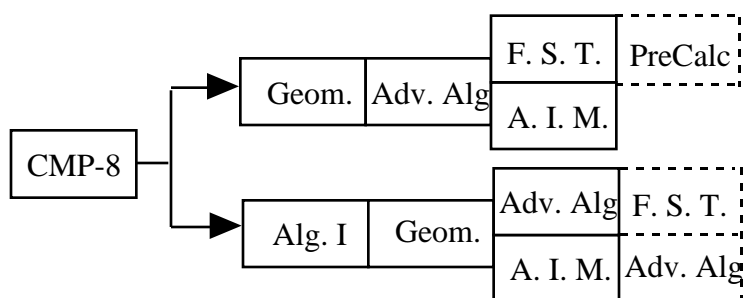 F. S. T. PreCalc
Geom. Adv. Alg
A. I. M.
CMP-8
Adv. Alg F. S. T.
Alg. I Geom.
A. I. M. Adv. Alg